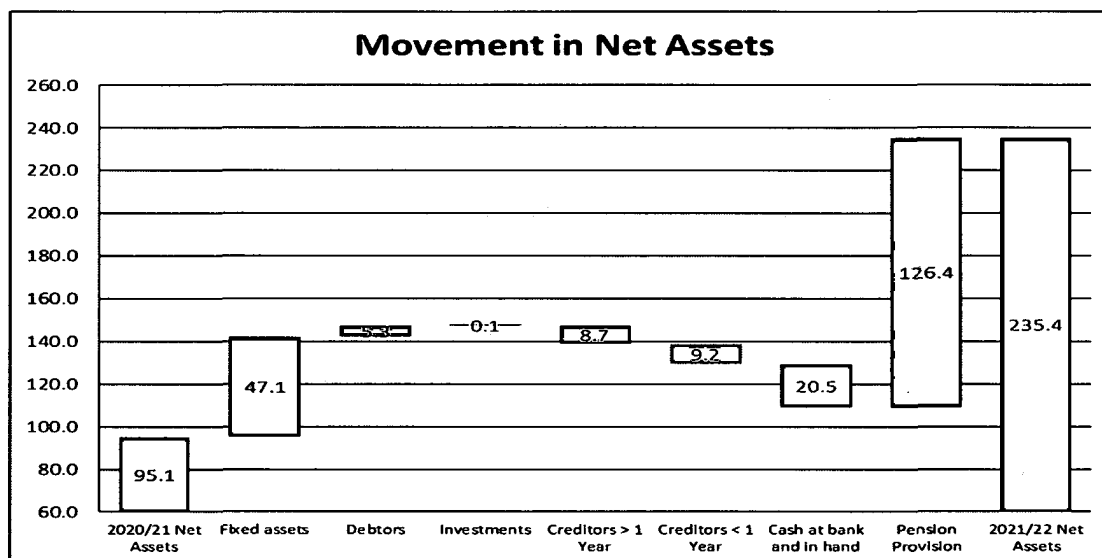 Movement in Net Assets
260.0
240.0
220.0
200.0
180.0
160.0
140.0
120.0
100.0
80.0
60.0
95.1
47.1
5.3
0.1
8.7
9.2
20.5
126.4
235.4
2020/21 Net Assets
Fixed assets
Debtors
Investments
Creditors > 1 Year
Creditors < 1 Year
Cash at bank and in hand
Pension Provision
2021/22 Net Assets